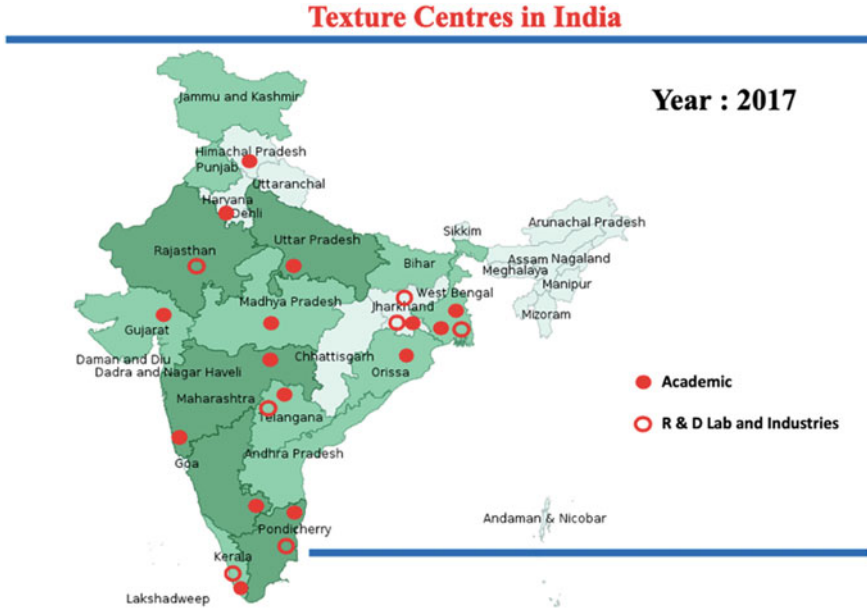 Texture Centres in India
Year : 2017
Jammu and Kashmir
Himachal Pradesh
Punjab
Uttaranchal
Haryana
Dehli
Arunachal Pradesh
Sikkim
Rajasthan
Uttar Pradesh
Assam Nagaland
Bihar
Meghalaya
Manipur
West Bengal
Madhya Pradesh
Jharkhand
Mizoram
Gujarat
Daman and Diu
Chhattisgarh
Dadra and Nagar Haveli
Orissa
Academic
Maharashtra
Telangana
R & D Lab and Industries
Andhra Pradesh
Goa
Andaman & Nicobar
Pondicherry
Kerala
Lakshadweep